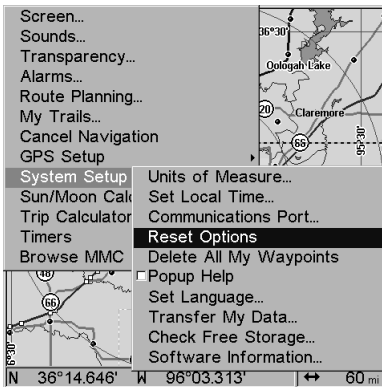 Screen...
Sounds...
Transparency...
Alarms...
Route Planning...
My Trails...
Cancel Navigation
GPS Setup
System Setup
Sun/Moon Calc
Trip Calculator
Timers
Browse MMC
Units of Measure...
Set Local Time...
Communications Port...
Reset Options
Delete All My Waypoints
Popup Help
Set Language...
Transfer My Data...
Check Free Storage...
Software Information...
36°30'
Oologah Lake
20
Claremore
66
95°30'
48
66
N 36°14.646' W 96°03.313' ↔ 60 mi